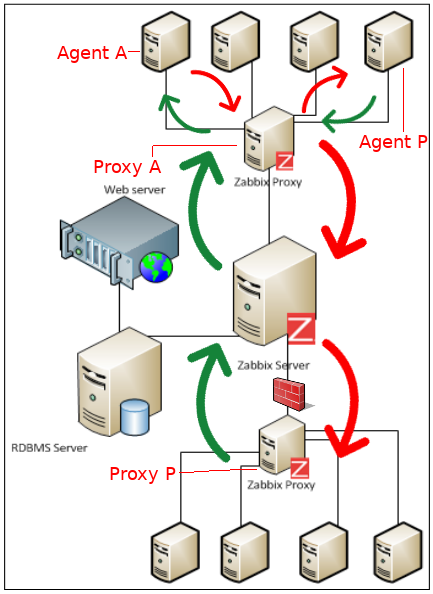 Agent A
Agent P
Proxy A
Z
Zabbix Proxy
Web server
Z
Zabbix Server
RDBMS Server
Proxy P
Z
Zabbix Proxy